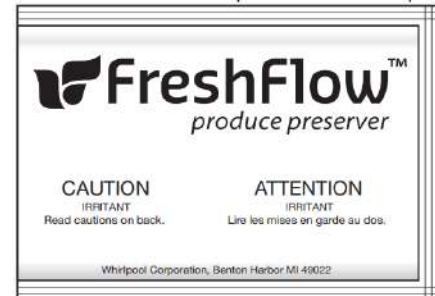 FreshFlow™
produce preserver
CAUTION
IRRITANT
Read cautions on back.
ATTENTION
IRRITANT
Lire les mises en garde au dos.
Whirlpool Corporation, Benton Harbor MI 49022